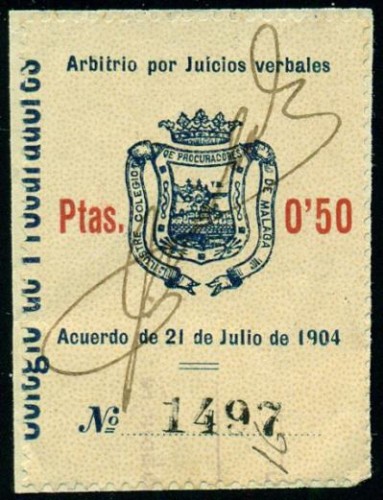 Colegio de Procuradores
Arbitrio por Juicios verbales
ILUSTRE COLEGIO DE PROCURADORES DE MALAGA
Ptas. 0'50
Acuerdo de 21 de Julio de 1904
Nº 1497